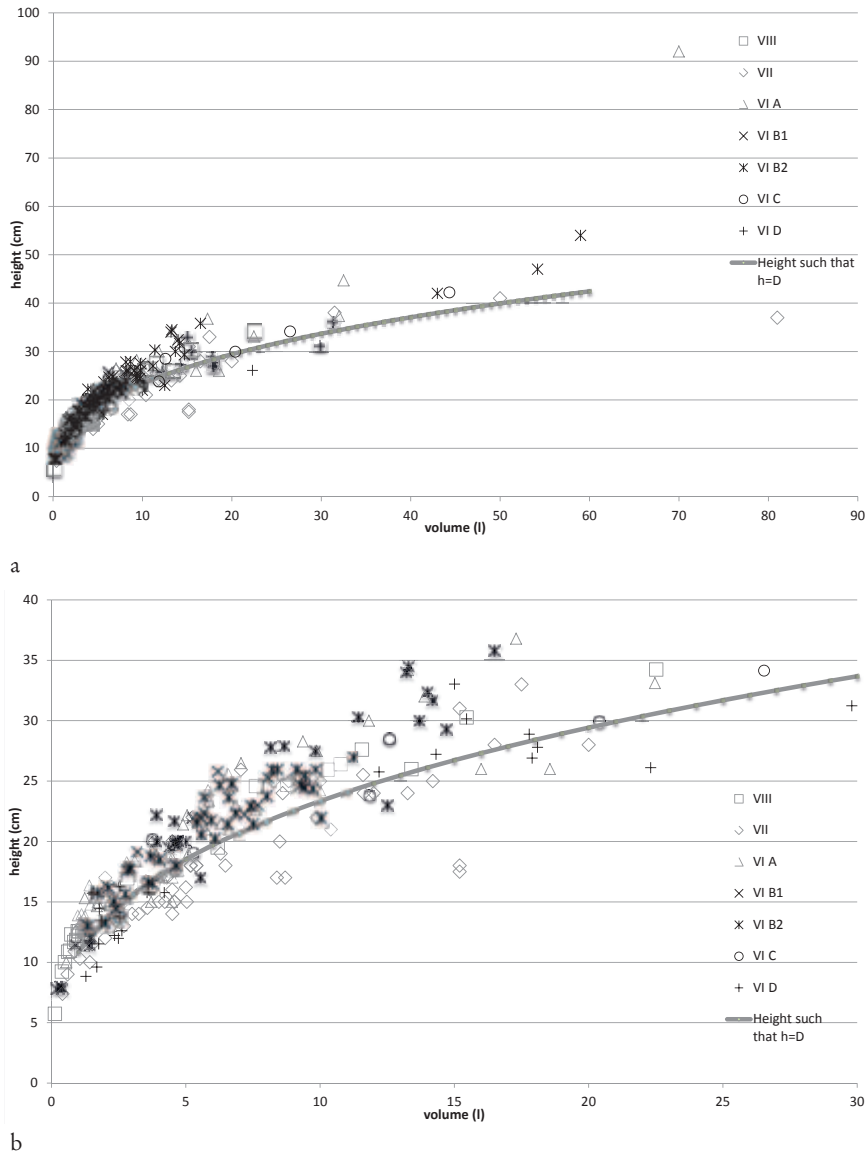 100
90
80
70
60
50
40
30
20
10
0
height (cm)
0 10 20 30 40 50 60 70 80 90
volume (l)
VIII
VII
VI A
VI B1
VI B2
VI C
VI D
Height such that
h=D
a
40
35
30
25
20
15
10
5
0
height (cm)
0 5 10 15 20 25 30
volume (l)
VIII
VII
VI A
VI B1
VI B2
VI C
VI D
Height such
that h=D
b